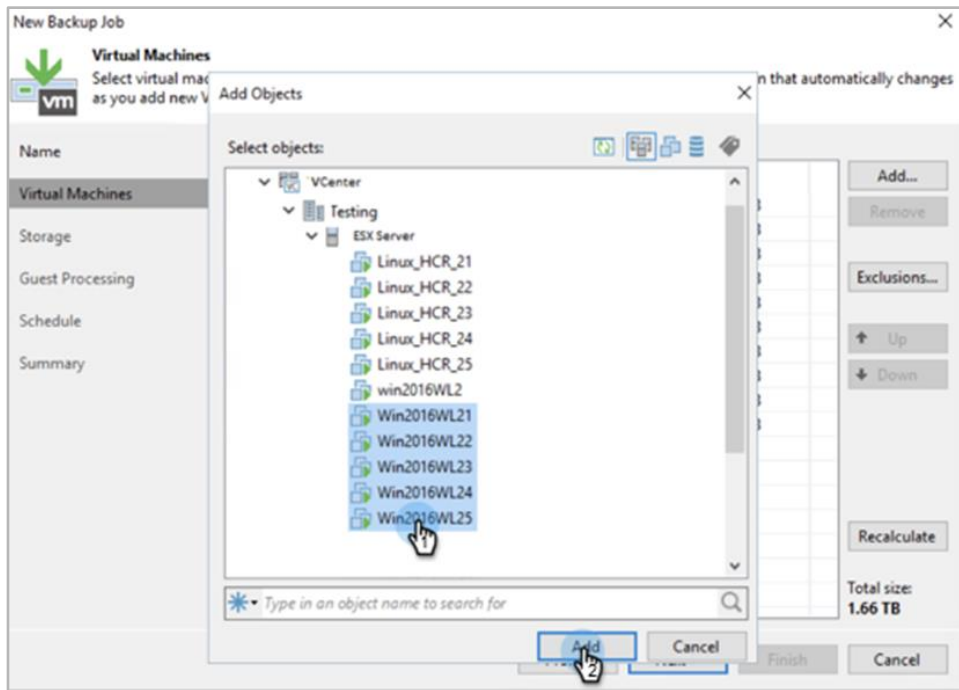 New Backup Job
Virtual Machines
Select virtual mac
n that automatically changes
as you add new V
Add Objects
Name
Virtual Machines
Storage
Guest Processing
Schedule
Summary
Select objects:
VCenter
Testing
ESX Server
Linux_HCR_21
Linux_HCR_22
Linux_HCR_23
Linux_HCR_24
Linux_HCR_25
win2016WL2
Win2016WL21
Win2016WL22
Win2016WL23
Win2016WL24
Win2016WL25
1
Type in an object name to search for
Add
2
Cancel
Add...
Remove
Exclusions...
Up
Down
Recalculate
Total size:
1.66 TB
Finish
Cancel